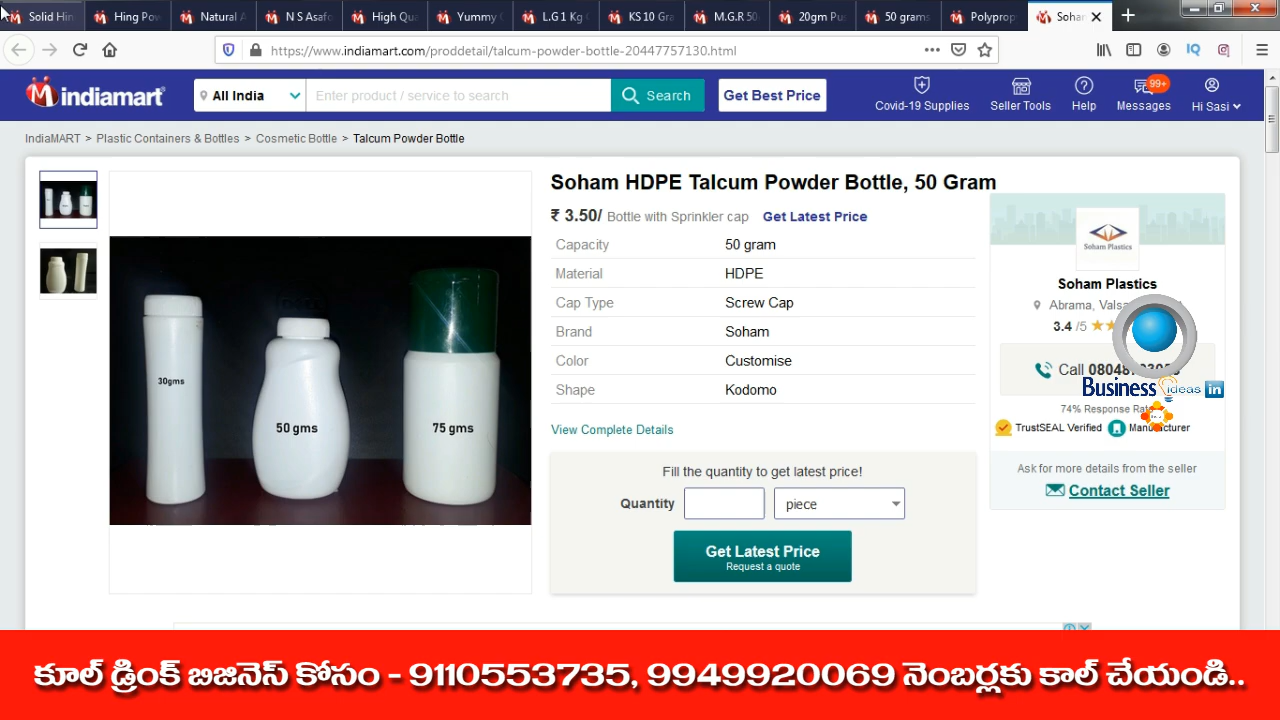 Solid Hin
Hing Pow
Natural A
N S Asafo
High Qua
Yummy
L.G 1 Kg
KS 10 Gra
M.G.R 50
20gm Pu
50 grams
Polyprop
Sohar
https://www.indiamart.com/proddetail/talcum-powder-bottle-20447757130.html
IQ
indiamart
All India
Enter product / service to search
Search
Get Best Price
Covid-19 Supplies
Seller Tools
Help
99+
Messages
Hi Sasi
IndiaMART > Plastic Containers & Bottles > Cosmetic Bottle > Talcum Powder Bottle
30gms
50 gms
75 gms
Soham HDPE Talcum Powder Bottle, 50 Gram
₹ 3.50/ Bottle with Sprinkler cap Get Latest Price
Capacity 50 gram
Material HDPE
Cap Type Screw Cap
Brand Soham
Color Customise
Shape Kodomo
View Complete Details
Fill the quantity to get latest price!
Quantity piece
Get Latest Price
Request a quote
Soham Plastics
Soham Plastics
Abrama,
3.4 /5
Call
Business ideas in
74% Response
TrustSEAL Verified
Ask for more details from the seller
Contact Seller
కూల్ డ్రింక్ బిజినెస్ కోసం - 9110553735, 9949920069 నెంబర్లకు కాల్ చేయండి..